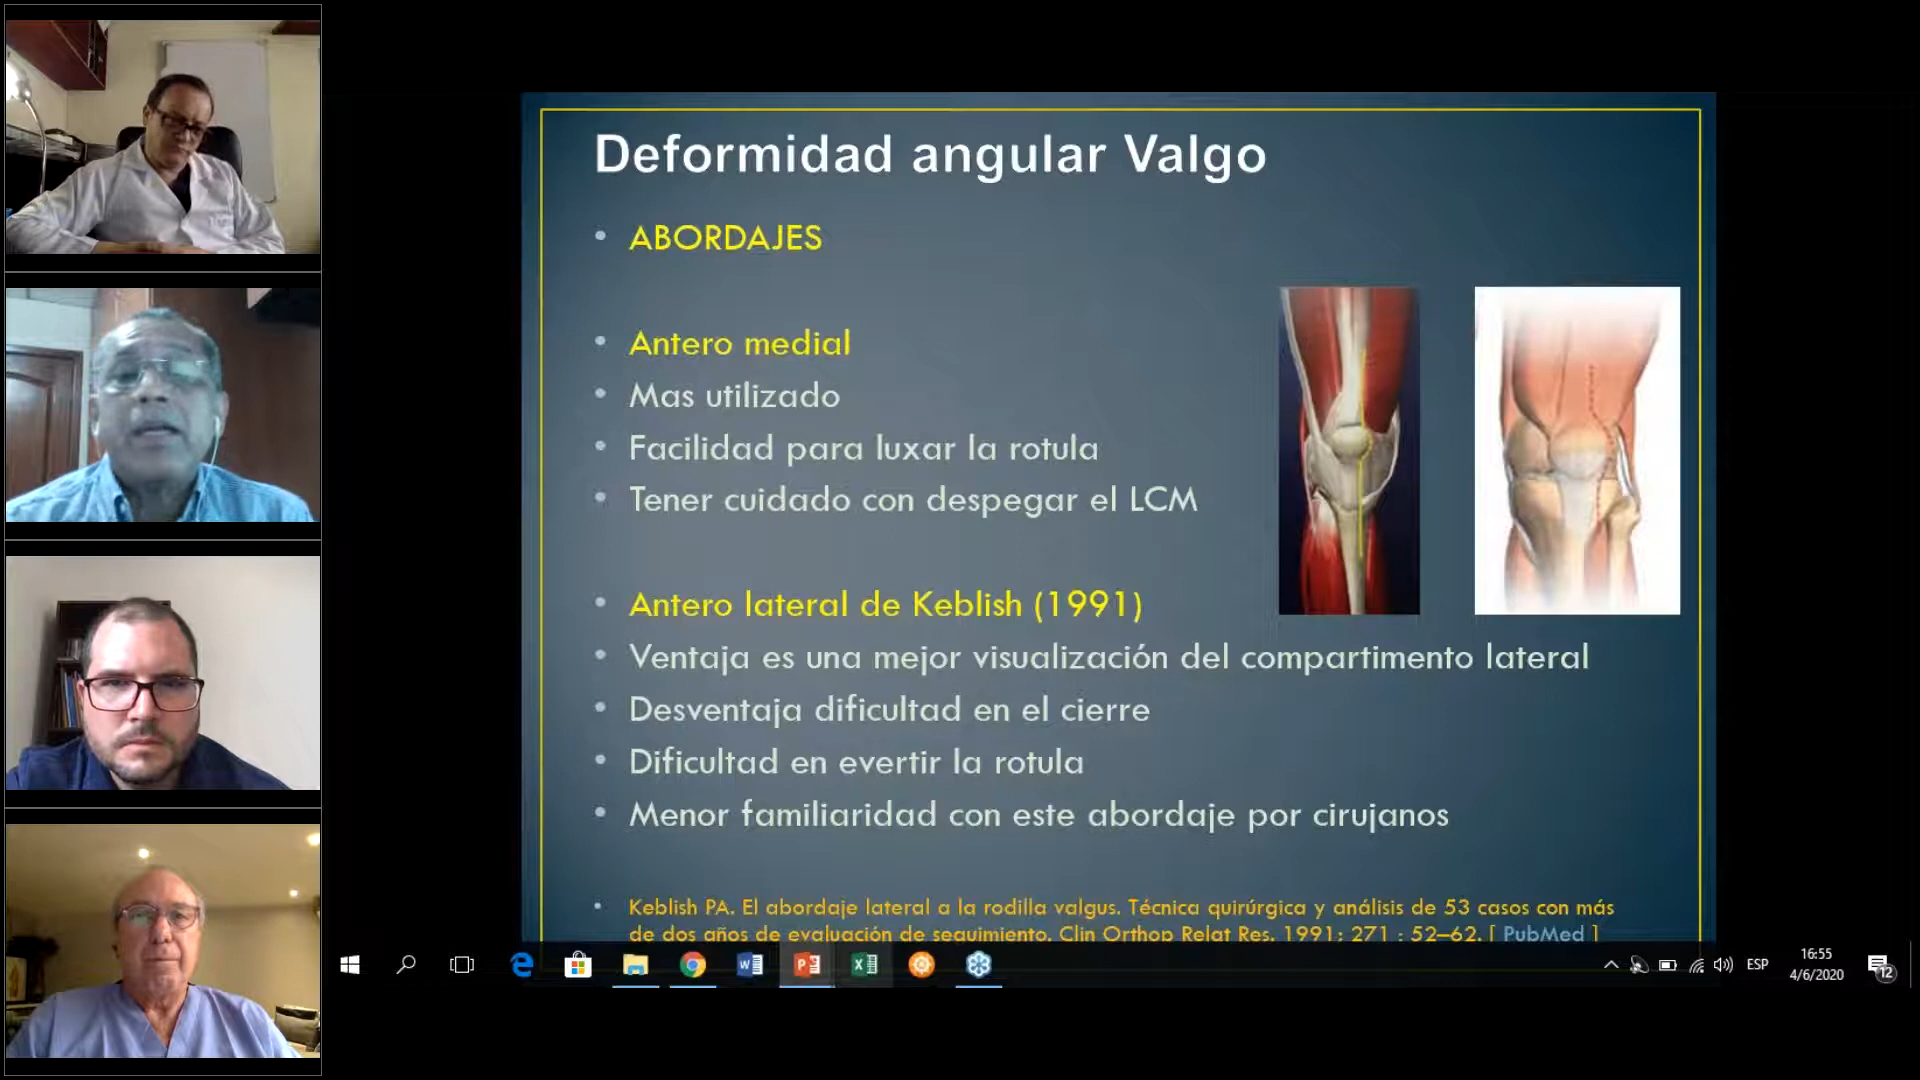 Deformidad angular Valgo
• ABORDAJES
• Antero medial
• Mas utilizado
• Facilidad para luxar la rotula
• Tener cuidado con despegar el LCM
• Antero lateral de Keblish (1991)
• Ventaja es una mejor visualización del compartimento lateral
• Desventaja dificultad en el cierre
• Dificultad en evertir la rotula
• Menor familiaridad con este abordaje por cirujanos
• Keblish PA. El abordaje lateral a la rodilla valgus. Técnica quirúrgica y análisis de 53 casos con más
de dos años de evaluación de seguimiento. Clin Orthop Relat Res. 1991; 271 : 52–62. [ PubMed ]
ESP
16:55
4/6/2020
12